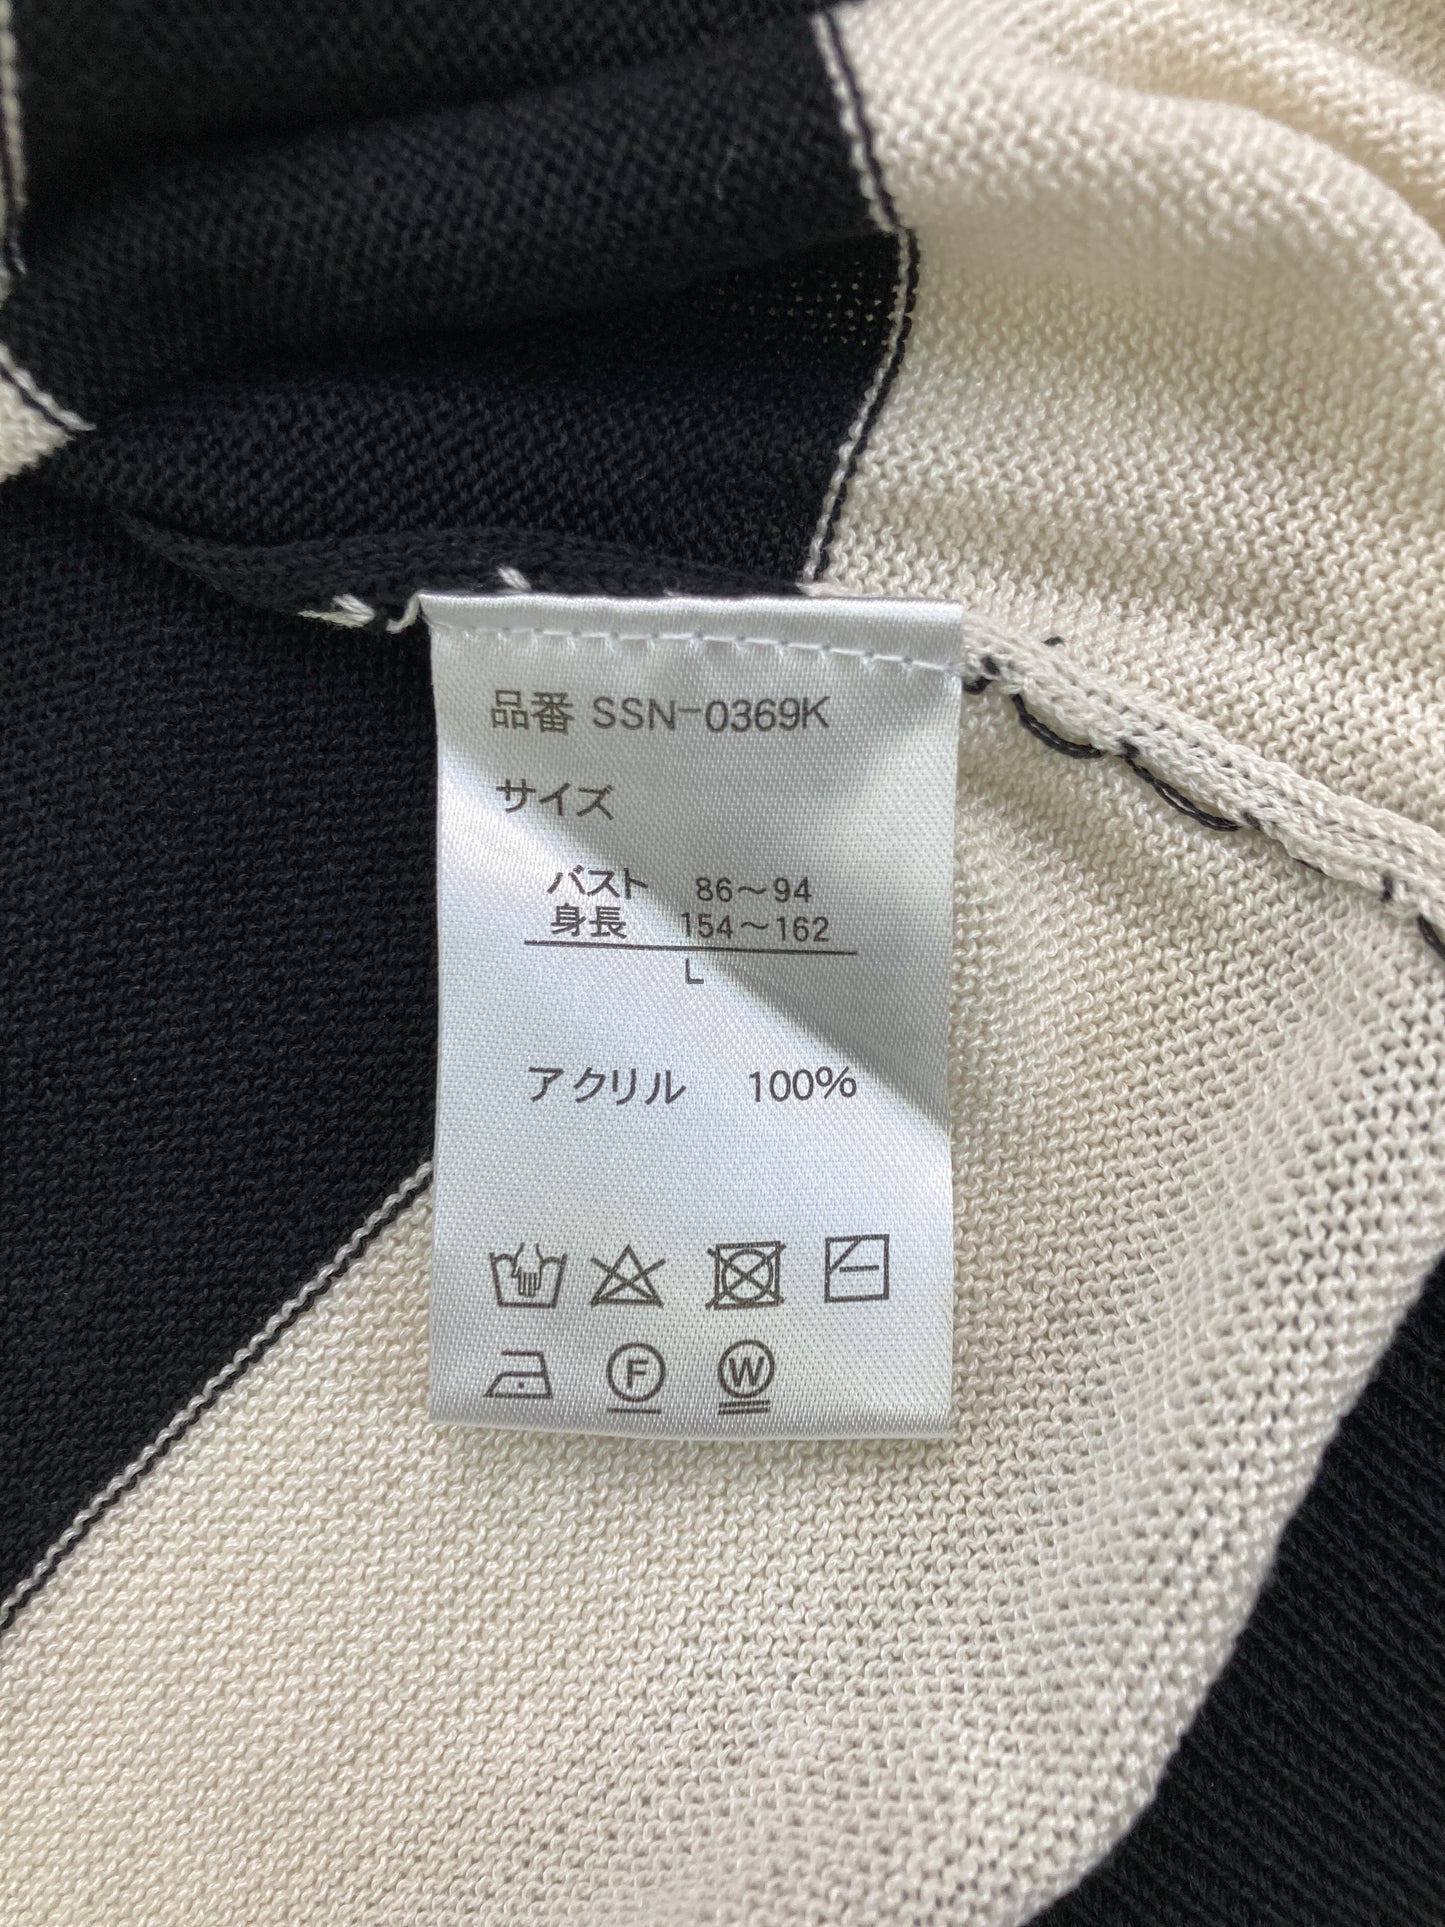 品番 SSN-0369K
サイズ
バスト 86～94
身長 154～162
L
アクリル 100%
F
W